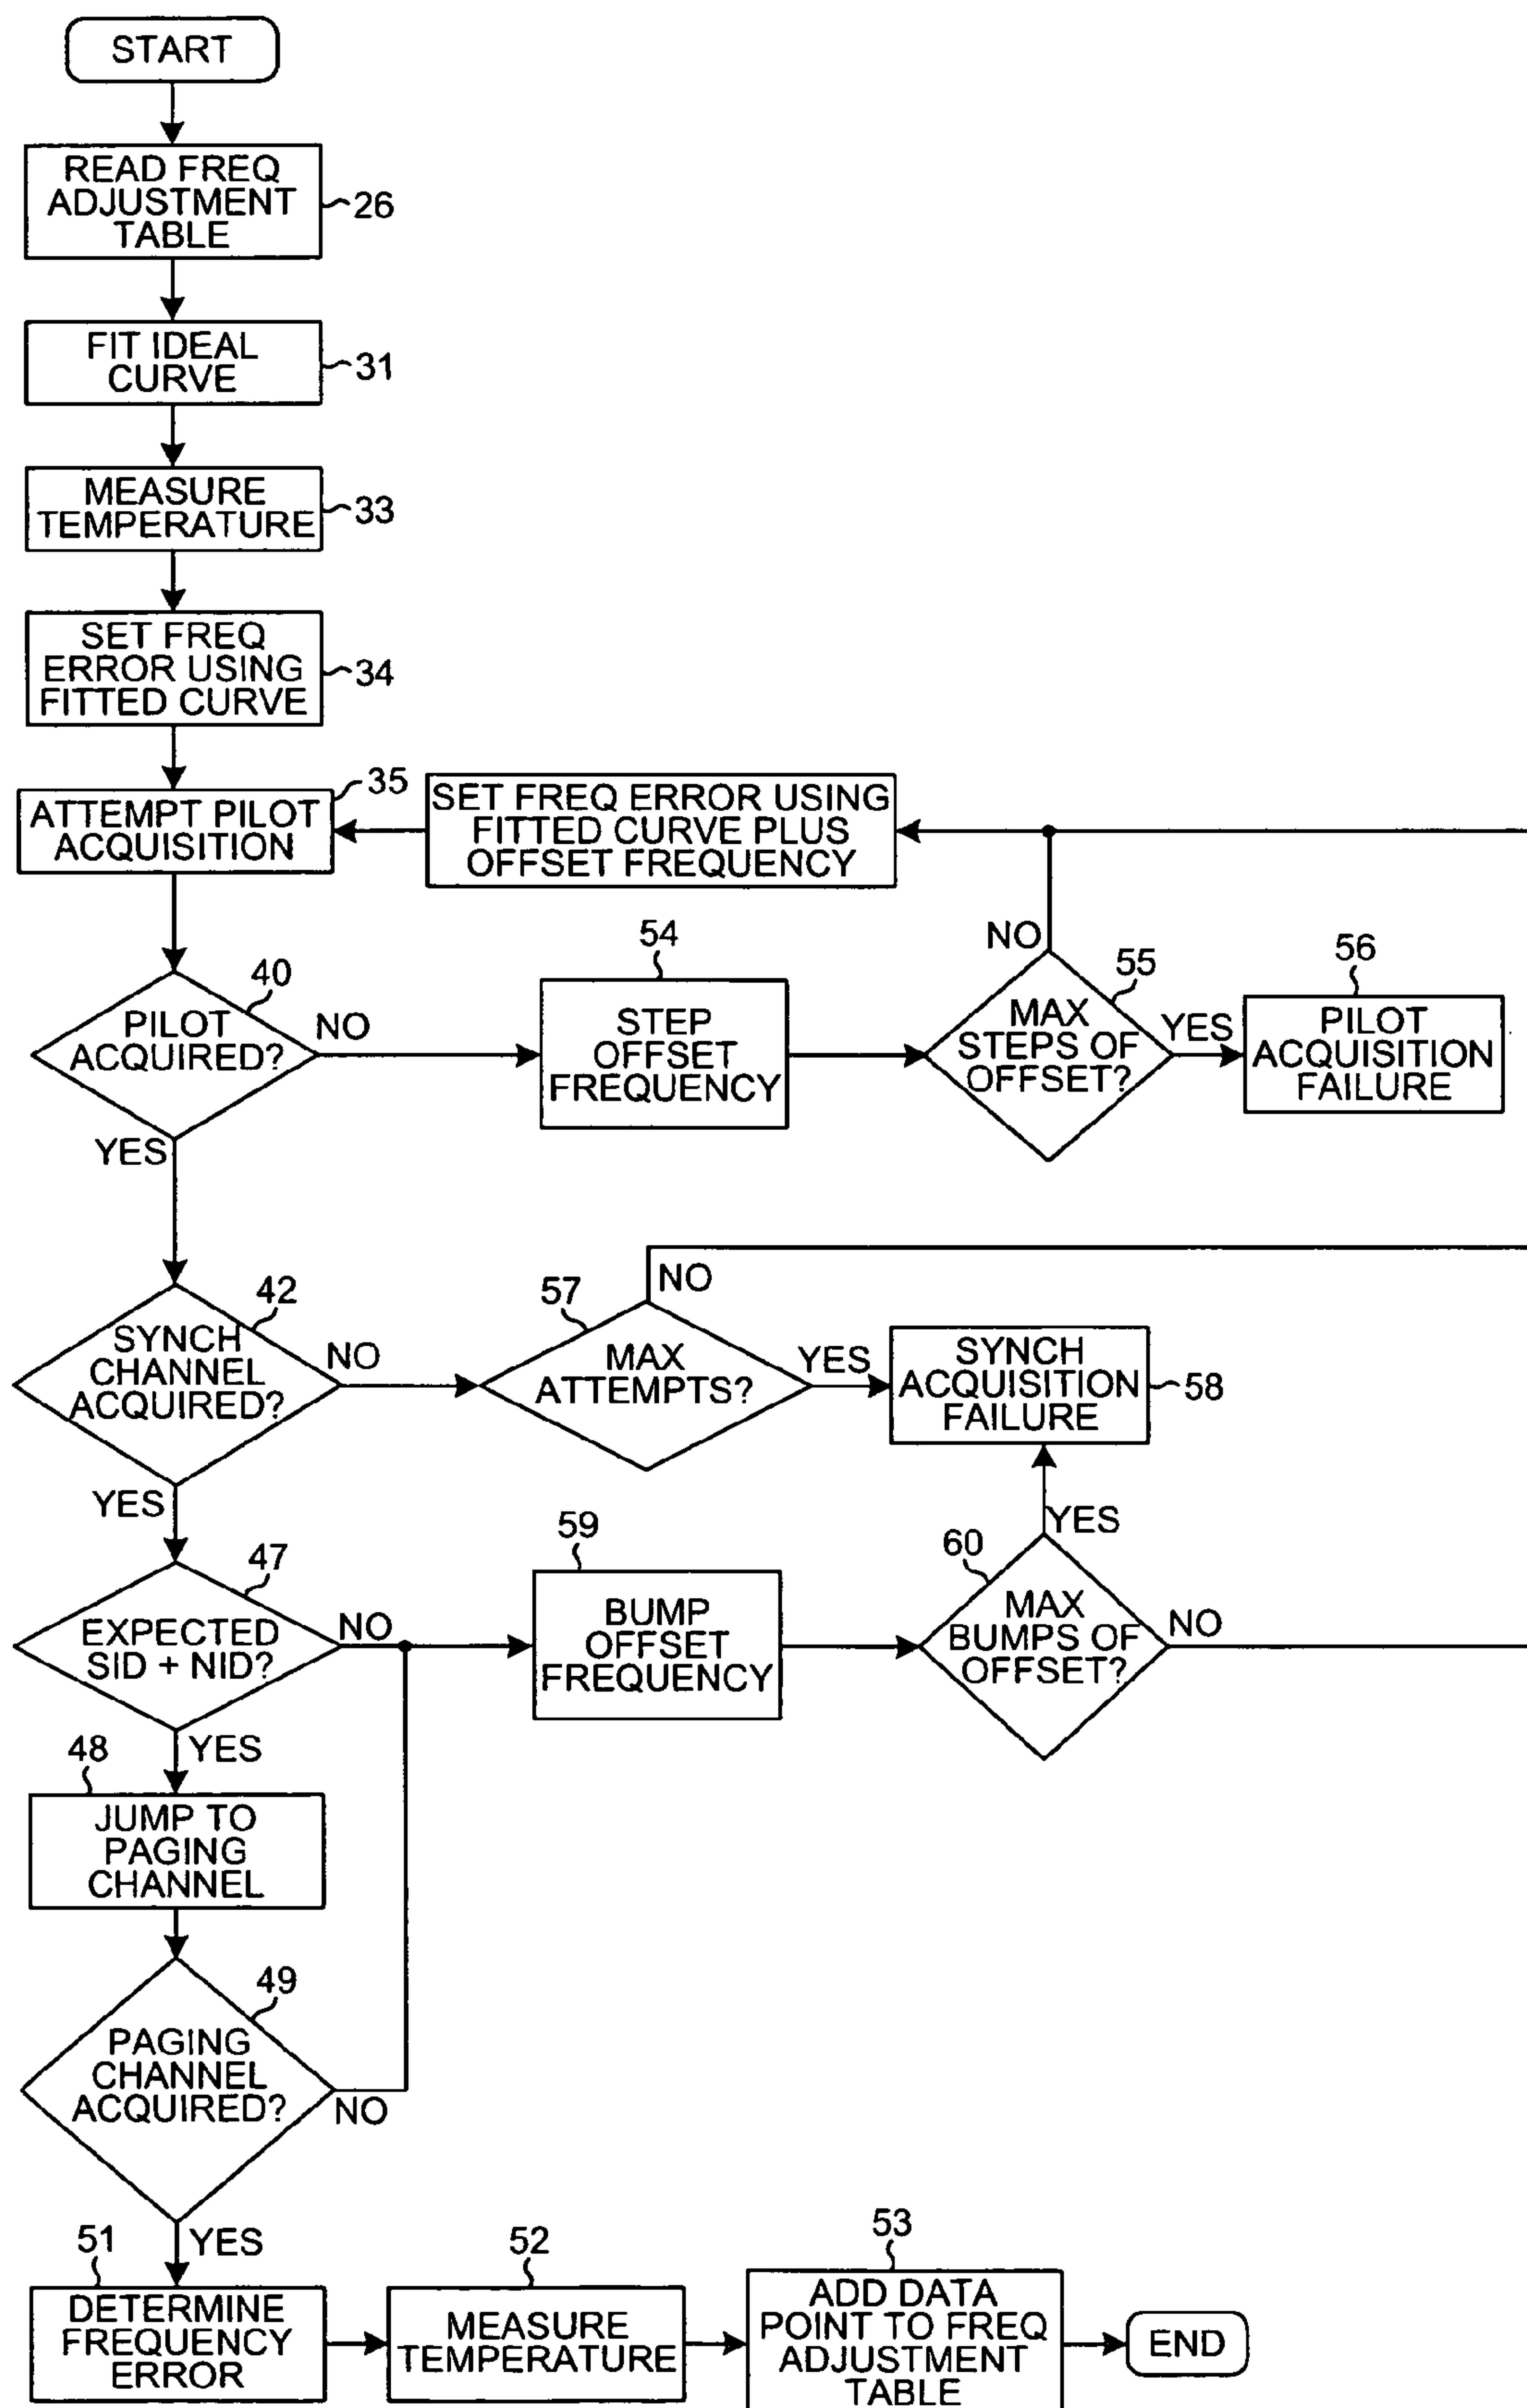 START
READ FREQ
ADJUSTMENT
TABLE
26
FIT IDEAL
CURVE
31
MEASURE
TEMPERATURE
33
SET FREQ
ERROR USING
FITTED CURVE
34
ATTEMPT PILOT
ACQUISITION
35
SET FREQ ERROR USING
FITTED CURVE PLUS
OFFSET FREQUENCY
PILOT
ACQUIRED?
40
NO
YES
STEP
OFFSET
FREQUENCY
54
MAX
STEPS OF
OFFSET?
55
NO
YES
PILOT
ACQUISITION
FAILURE
56
SYNCH
CHANNEL
ACQUIRED?
42
NO
YES
MAX
ATTEMPTS?
57
NO
YES
SYNCH
ACQUISITION
FAILURE
58
EXPECTED
SID + NID?
47
NO
YES
BUMP
OFFSET
FREQUENCY
59
MAX
BUMPS OF
OFFSET?
60
YES
NO
JUMP TO
PAGING
CHANNEL
48
PAGING
CHANNEL
ACQUIRED?
49
NO
YES
DETERMINE
FREQUENCY
ERROR
51
MEASURE
TEMPERATURE
52
ADD DATA
POINT TO FREQ
ADJUSTMENT
TABLE
53
END